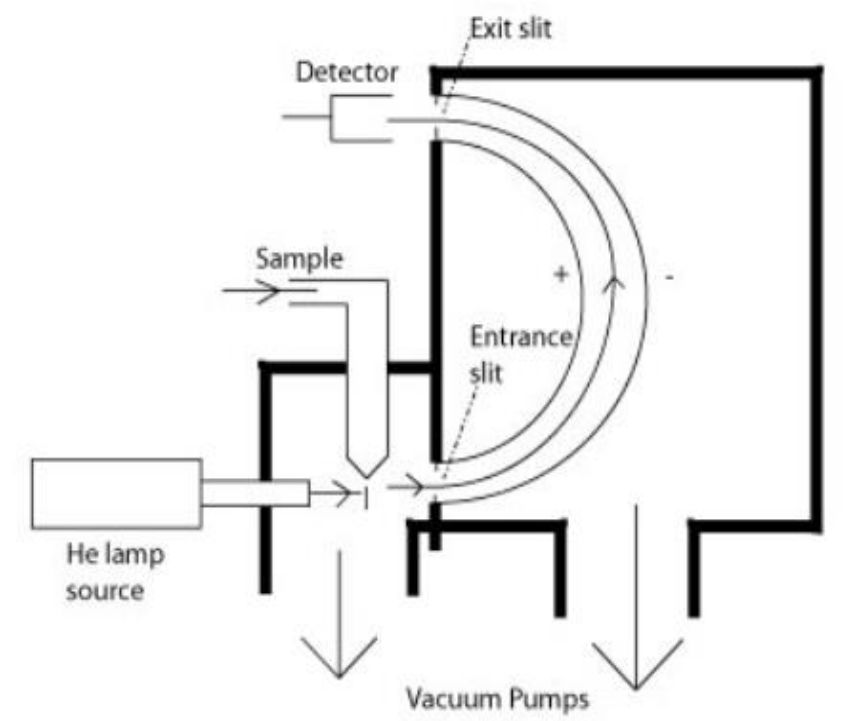 Exit slit
Detector
Sample
+ -
Entrance
slit
He lamp
source
Vacuum Pumps